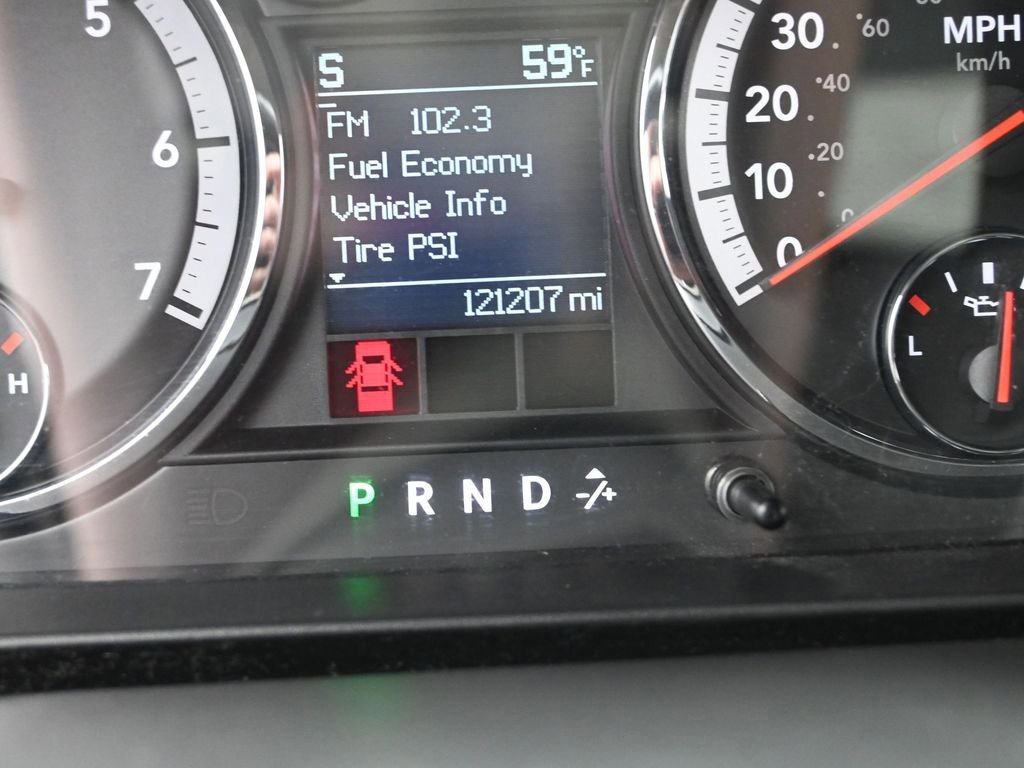 S 59°F
FM 102.3
Fuel Economy
Vehicle Info
Tire PSI
121207 mi
5
6
7
H
30
20
10
0
60
40
20
0
MPH
km/h
L
P R N D -/+